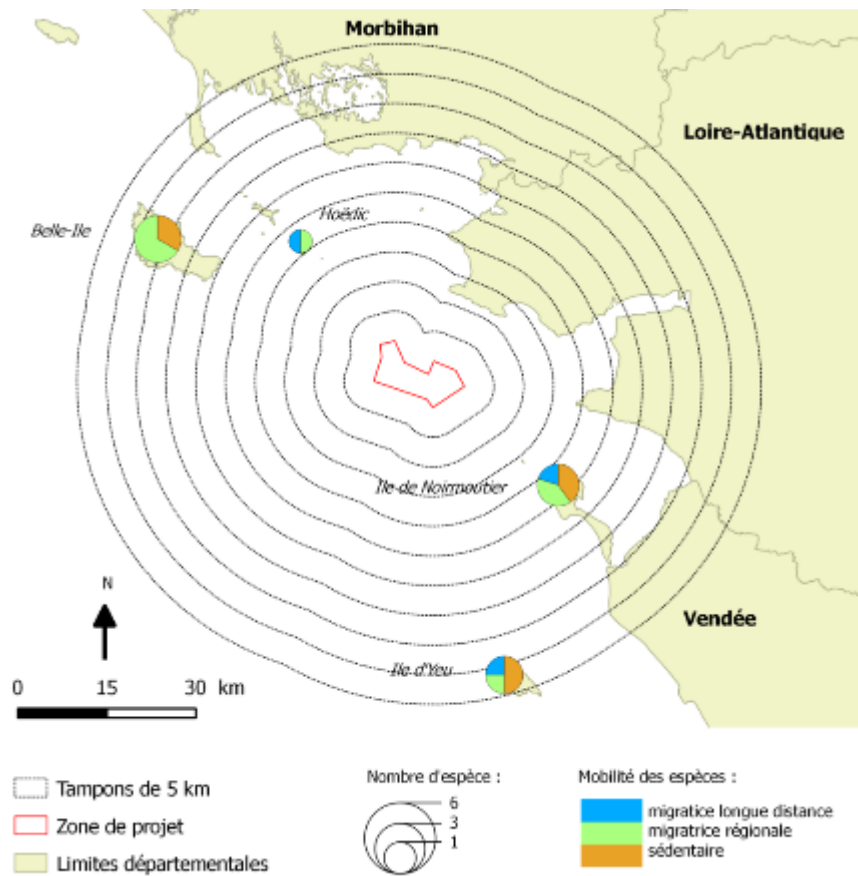 Morbihan
Loire-Atlantique
Belle-Ile
Hoëdic
Ile de Noirmoutier
N
Vendée
Ile d'Yeu
0 15 30 km
Tampons de 5 km
Zone de projet
Limites départementales
Nombre d'espèce :
6
3
1
Mobilité des espèces :
migratice longue distance
migratrice régionale
sédentaire